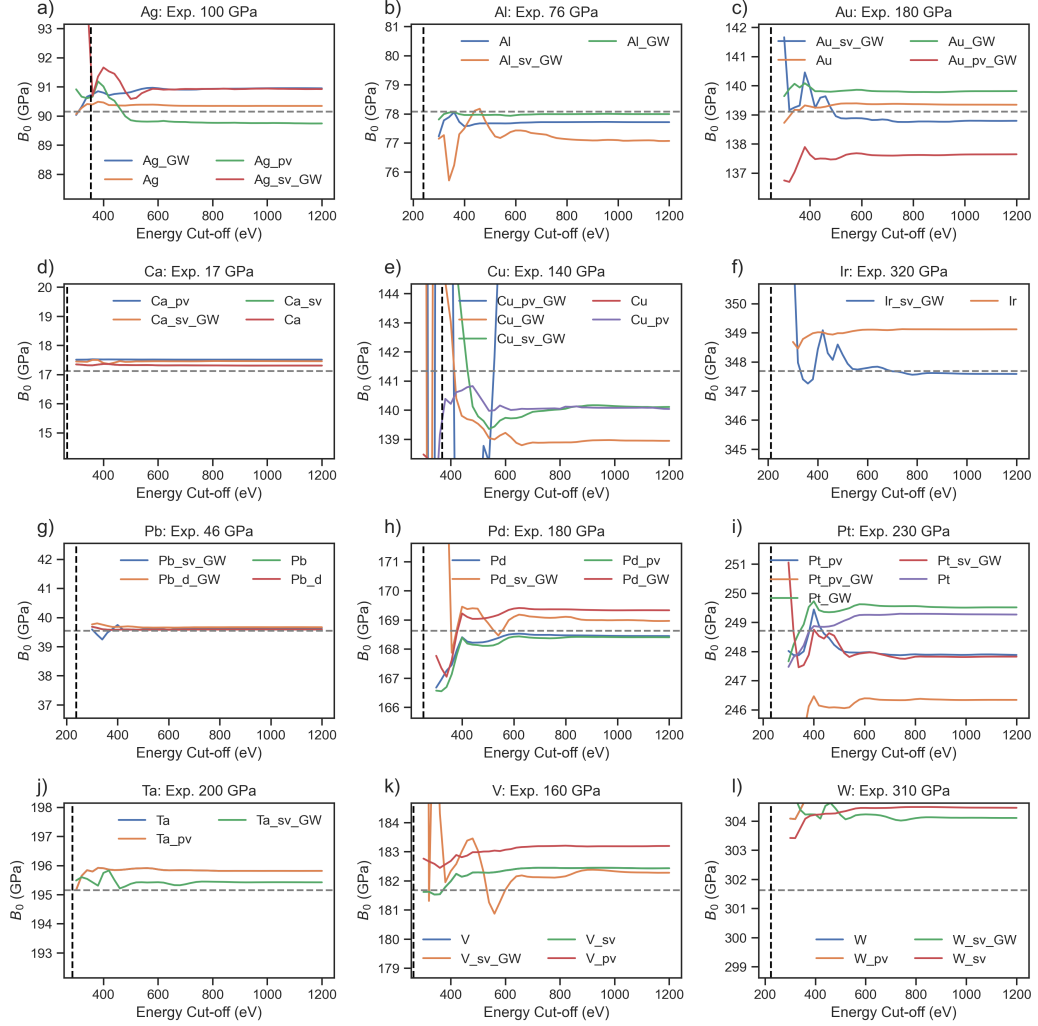 a) Ag: Exp. 100 GPa
93
92
91
90
89
88
B0 (GPa)
Ag_GW Ag_pv
Ag Ag_sv_GW
400 600 800 1000 1200
Energy Cut-off (eV)
b) Al: Exp. 76 GPa
81
80
79
78
77
76
B0 (GPa)
Al Al_GW
Al_sv_GW
200 400 600 800 1000 1200
Energy Cut-off (eV)
c) Au: Exp. 180 GPa
142
141
140
139
138
137
B0 (GPa)
Au_sv_GW Au_GW
Au Au_pv_GW
400 600 800 1000 1200
Energy Cut-off (eV)
d) Ca: Exp. 17 GPa
20
19
18
17
16
15
B0 (GPa)
Ca_pv Ca_sv
Ca_sv_GW Ca
400 600 800 1000 1200
Energy Cut-off (eV)
e) Cu: Exp. 140 GPa
144
143
142
141
140
139
B0 (GPa)
Cu_pv_GW Cu
Cu_GW Cu_pv
Cu_sv_GW
400 600 800 1000 1200
Energy Cut-off (eV)
f) Ir: Exp. 320 GPa
350
349
348
347
346
345
B0 (GPa)
Ir_sv_GW Ir
200 400 600 800 1000 1200
Energy Cut-off (eV)
g) Pb: Exp. 46 GPa
42
41
40
39
38
37
B0 (GPa)
Pb_sv_GW Pb
Pb_d_GW Pb_d
200 400 600 800 1000 1200
Energy Cut-off (eV)
h) Pd: Exp. 180 GPa
171
170
169
168
167
166
B0 (GPa)
Pd Pd_pv
Pd_sv_GW Pd_GW
400 600 800 1000 1200
Energy Cut-off (eV)
i) Pt: Exp. 230 GPa
251
250
249
248
247
246
B0 (GPa)
Pt_pv Pt_sv_GW
Pt_pv_GW Pt
Pt_GW
200 400 600 800 1000 1200
Energy Cut-off (eV)
j) Ta: Exp. 200 GPa
198
197
196
195
194
193
B0 (GPa)
Ta Ta_sv_GW
Ta_pv
400 600 800 1000 1200
Energy Cut-off (eV)
k) V: Exp. 160 GPa
184
183
182
181
180
179
B0 (GPa)
V V_sv
V_sv_GW V_pv
400 600 800 1000 1200
Energy Cut-off (eV)
l) W: Exp. 310 GPa
304
303
302
301
300
299
B0 (GPa)
W W_sv_GW
W_pv W_sv
200 400 600 800 1000 1200
Energy Cut-off (eV)